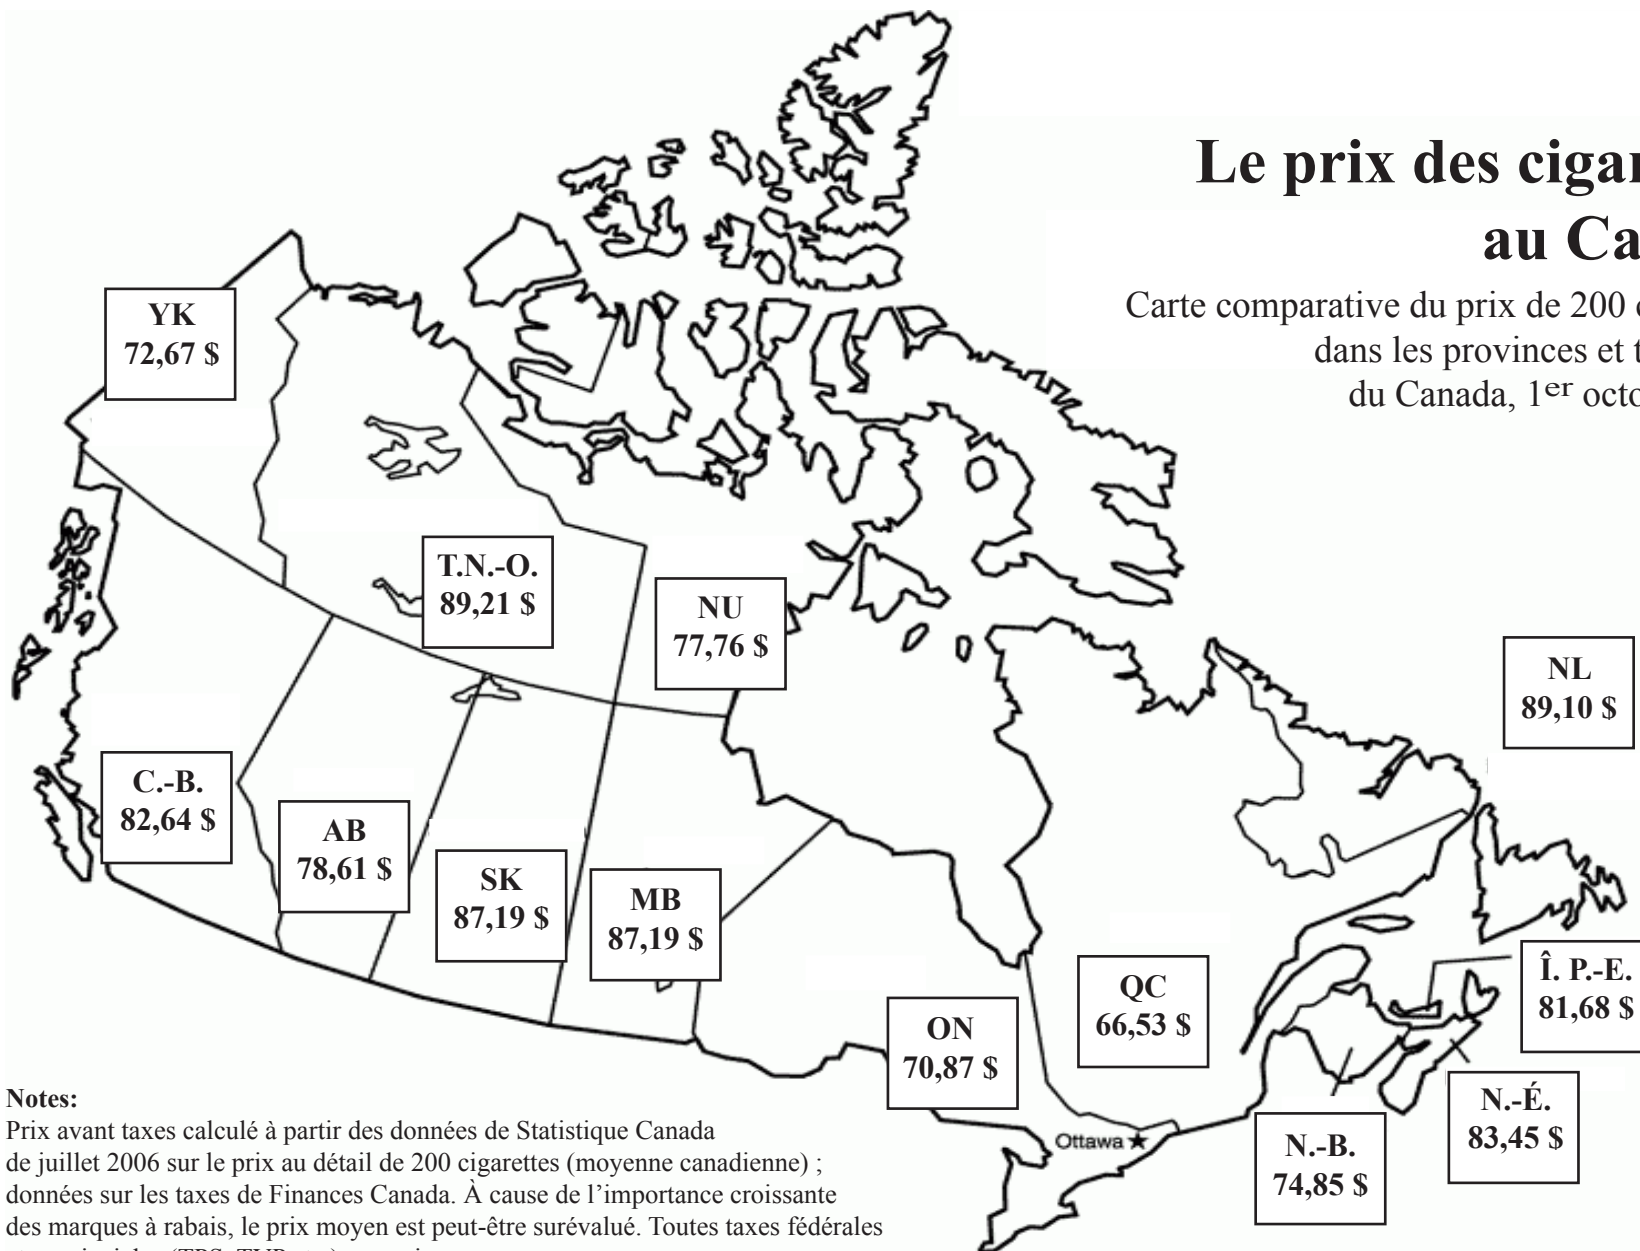 Le prix des cigar
au Ca
Carte comparative du prix de 200
dans les provinces et
du Canada, 1er octo
YK
72,67 $
T.N.-O.
89,21 $
NU
77,76 $
NL
89,10 $
C.-B.
82,64 $
AB
78,61 $
SK
87,19 $
MB
87,19 $
QC
66,53 $
Î. P.-E.
81,68 $
ON
70,87 $
N.-É.
83,45 $
N.-B.
74,85 $
Ottawa
Notes:
Prix avant taxes calculé à partir des données de Statistique Canada
de juillet 2006 sur le prix au détail de 200 cigarettes (moyenne canadienne) ;
données sur les taxes de Finances Canada. À cause de l'importance croissante
des marques à rabais, le prix moyen est peut-être surévalué. Toutes taxes fédérales